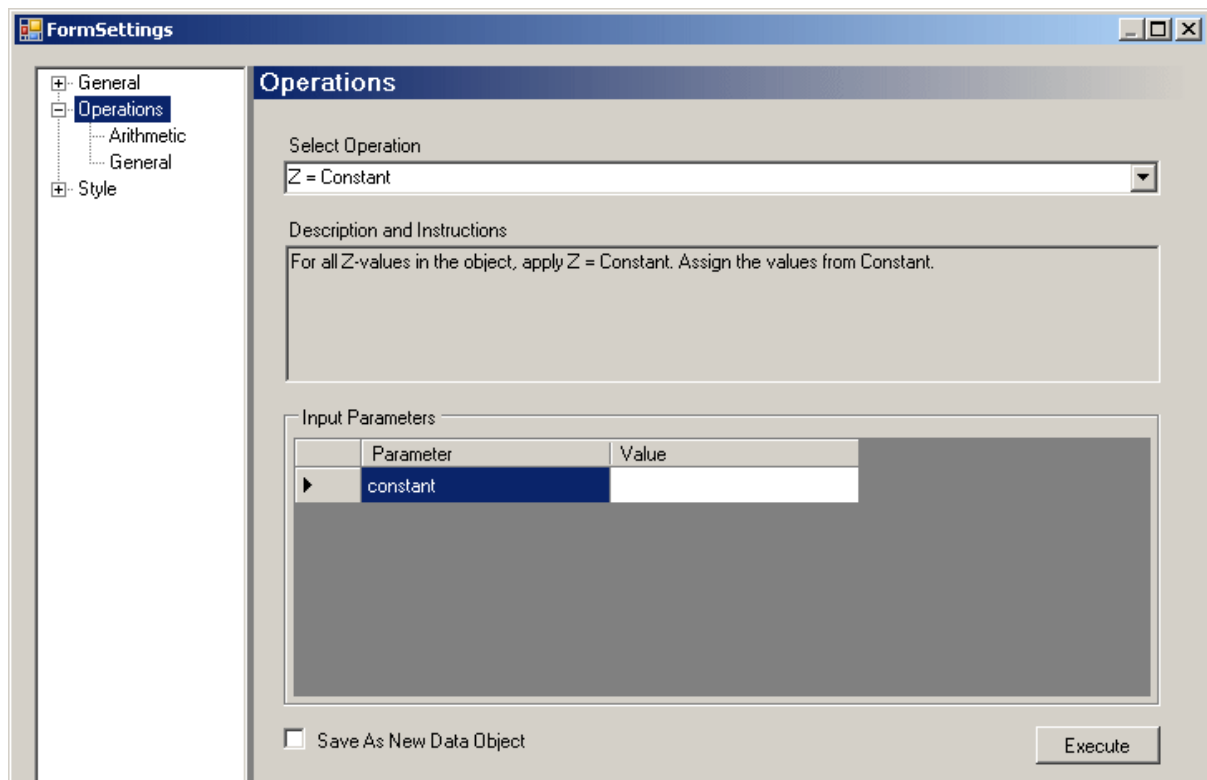 FormSettings
General
Operations
Arithmetic
General
Style
Operations
Select Operation
Z = Constant
Description and Instructions
For all Z-values in the object, apply Z = Constant. Assign the values from Constant.
Input Parameters
Parameter Value
constant
Save As New Data Object
Execute